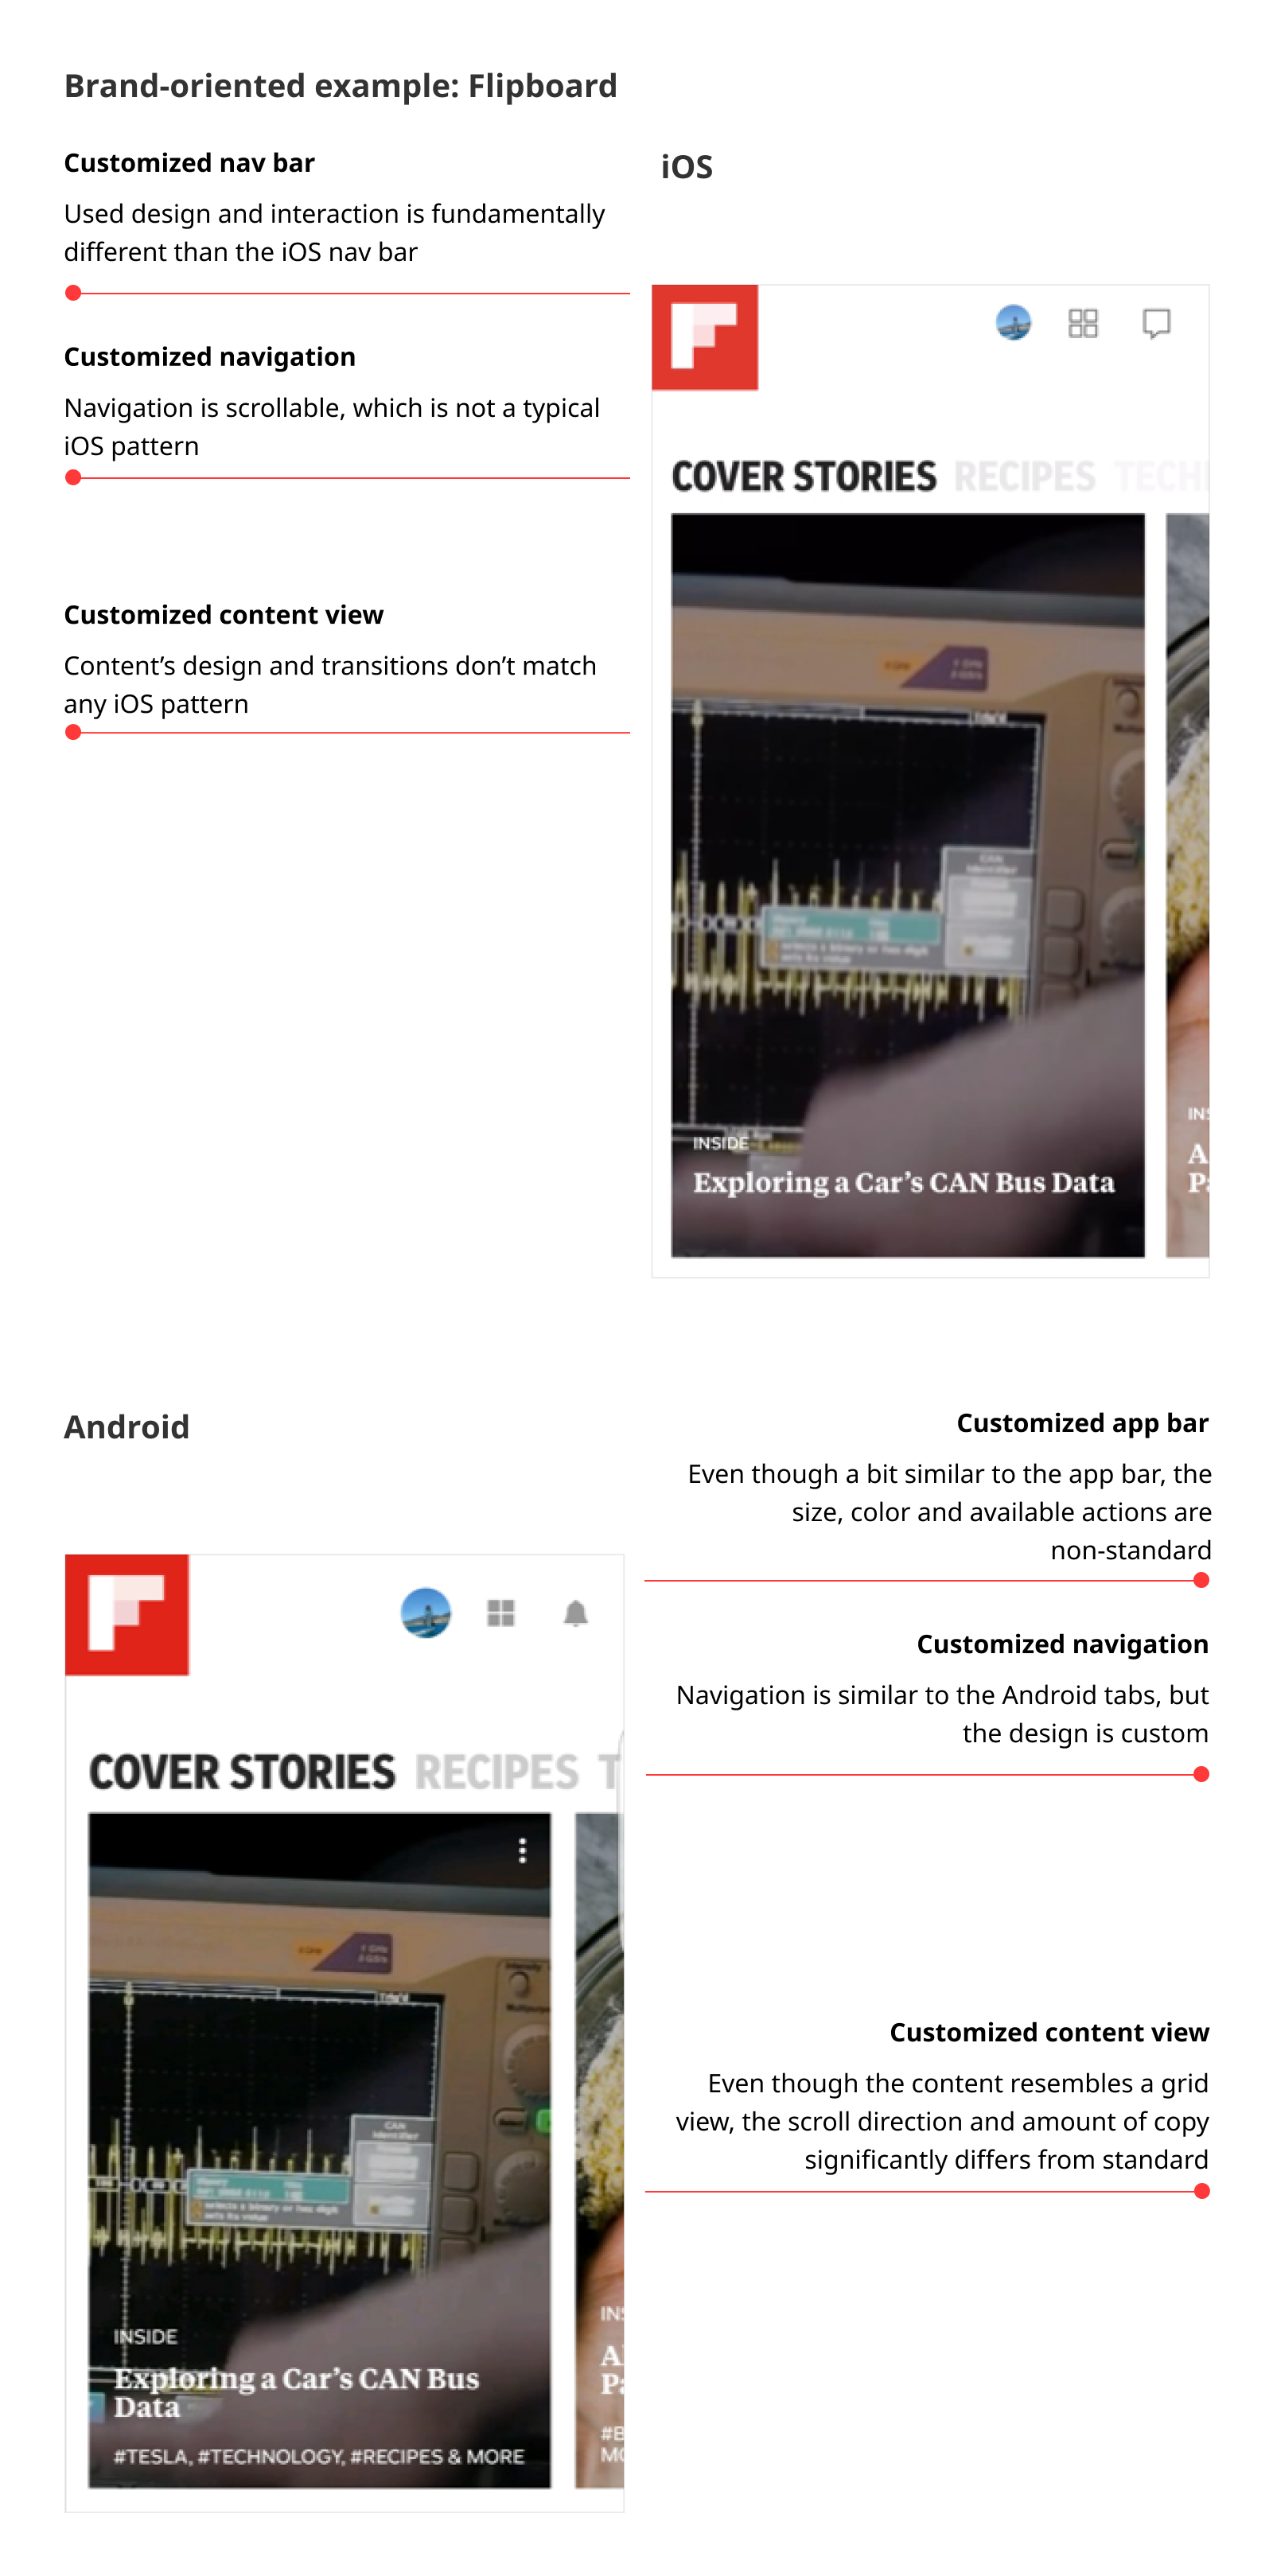 Brand-oriented example: Flipboard
Customized nav bar
Used design and interaction is fundamentally
different than the iOS nav bar
Customized navigation
Navigation is scrollable, which is not a typical
iOS pattern
Customized content view
Content’s design and transitions don’t match
any iOS pattern
iOS
COVER STORIES RECIPES TECH
INSIDE
Exploring a Car’s CAN Bus Data
INS
A
Pa
Android
COVER STORIES RECIPES T
INSIDE
Exploring a Car’s CAN Bus
Data
#TESLA, #TECHNOLOGY, #RECIPES & MORE
INS
A
Pa
#B
MO
Customized app bar
Even though a bit similar to the app bar, the
size, color and available actions are
non-standard
Customized navigation
Navigation is similar to the Android tabs, but
the design is custom
Customized content view
Even though the content resembles a grid
view, the scroll direction and amount of copy
significantly differs from standard